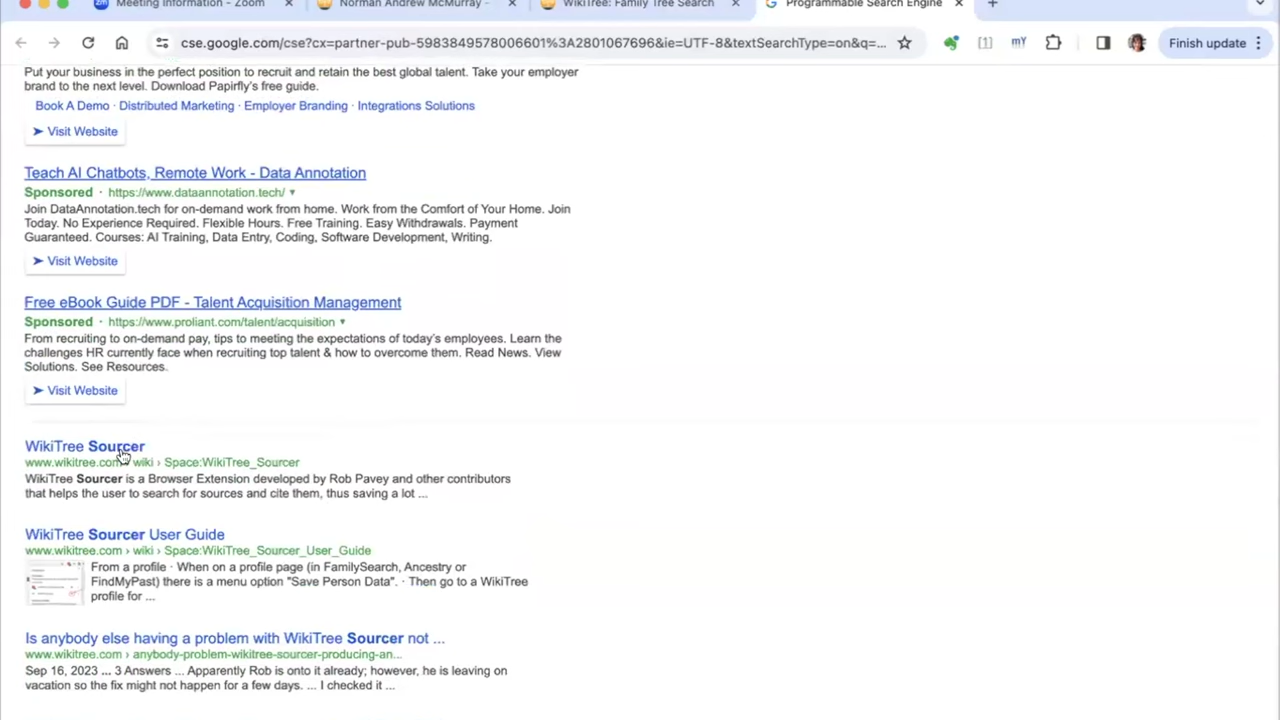 Meeting Information - Zoom
Norman Andrew McMurray -
WikiTree: Family Tree Search
Programmable Search Engine
cse.google.com/cse?cx=partner-pub-5983849578006601%3A2801067696&ie=UTF-8&textSearchType=on&q=...
mY
Finish update
Put your business in the perfect position to recruit and retain the best global talent. Take your employer
brand to the next level. Download Papirfly's free guide.
Book A Demo · Distributed Marketing · Employer Branding · Integrations Solutions
Visit Website
Teach AI Chatbots, Remote Work - Data Annotation
Sponsored · https://www.dataannotation.tech/
Join DataAnnotation.tech for on-demand work from home. Work from the Comfort of Your Home. Join
Today. No Experience Required. Flexible Hours. Free Training. Easy Withdrawals. Payment
Guaranteed. Courses: AI Training, Data Entry, Coding, Software Development, Writing.
Visit Website
Free eBook Guide PDF - Talent Acquisition Management
Sponsored · https://www.proliant.com/talent/acquisition
From recruiting to on-demand pay, tips to meeting the expectations of today's employees. Learn the
challenges HR currently face when recruiting top talent & how to overcome them. Read News. View
Solutions. See Resources.
Visit Website
WikiTree Sourcer
www.wikitree.com › wiki › Space:WikiTree_Sourcer
WikiTree Sourcer is a Browser Extension developed by Rob Pavey and other contributors
that helps the user to search for sources and cite them, thus saving a lot ...
WikiTree Sourcer User Guide
www.wikitree.com › wiki › Space:WikiTree_Sourcer_User_Guide
From a profile · When on a profile page (in FamilySearch, Ancestry or
FindMyPast) there is a menu option "Save Person Data". · Then go to a WikiTree
profile for ...
Is anybody else having a problem with WikiTree Sourcer not ...
www.wikitree.com › anybody-problem-wikitree-sourcer-producing-an...
Sep 16, 2023 ... 3 Answers ... Apparently Rob is onto it already; however, he is leaving on
vacation so the fix might not happen for a few days. ... I checked it ...